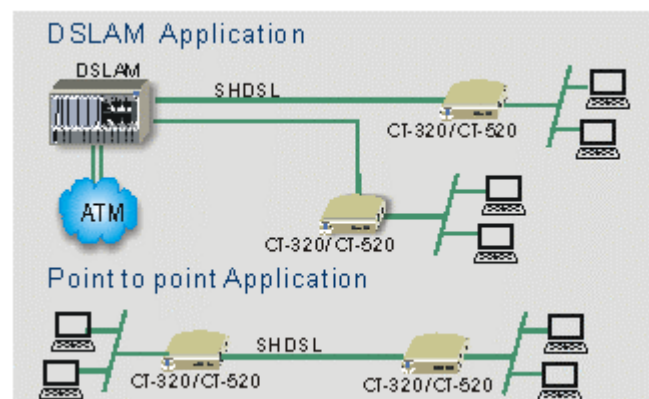 DSLAM Application
DSLAM
SHDSL
CT-320/CT-520
ATM
CT-320/CT-520
Point to point Application
SHDSL
CT-320/CT-520
CT-320/CT-520